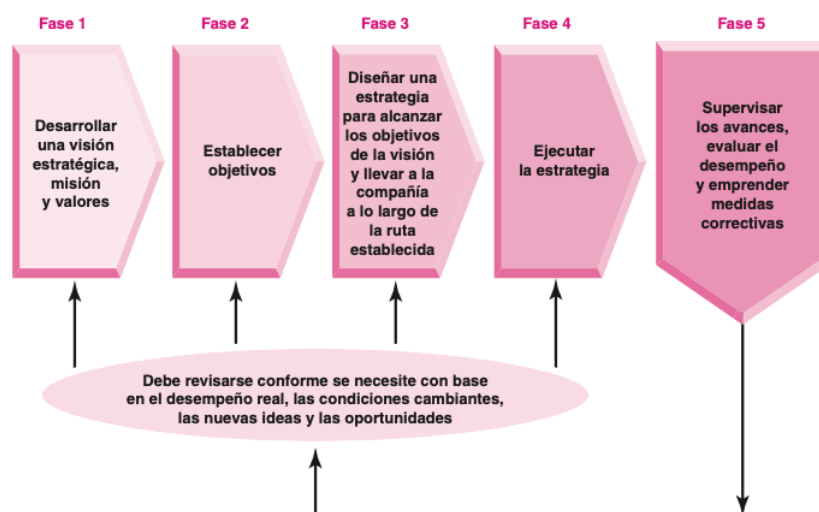 Fase 1
Fase 2
Fase 3
Fase 4
Fase 5
Desarrollar
una visión
estratégica,
misión
y valores
Establecer
objetivos
Diseñar una
estrategia
para alcanzar
los objetivos
de la visión
y llevar a la
compañía
a lo largo de
la ruta
establecida
Ejecutar
la estrategia
Supervisar
los avances,
evaluar el
desempeño
y emprender
medidas
correctivas
Debe revisarse conforme se necesite con base
en el desempeño real, las condiciones cambiantes,
las nuevas ideas y las oportunidades